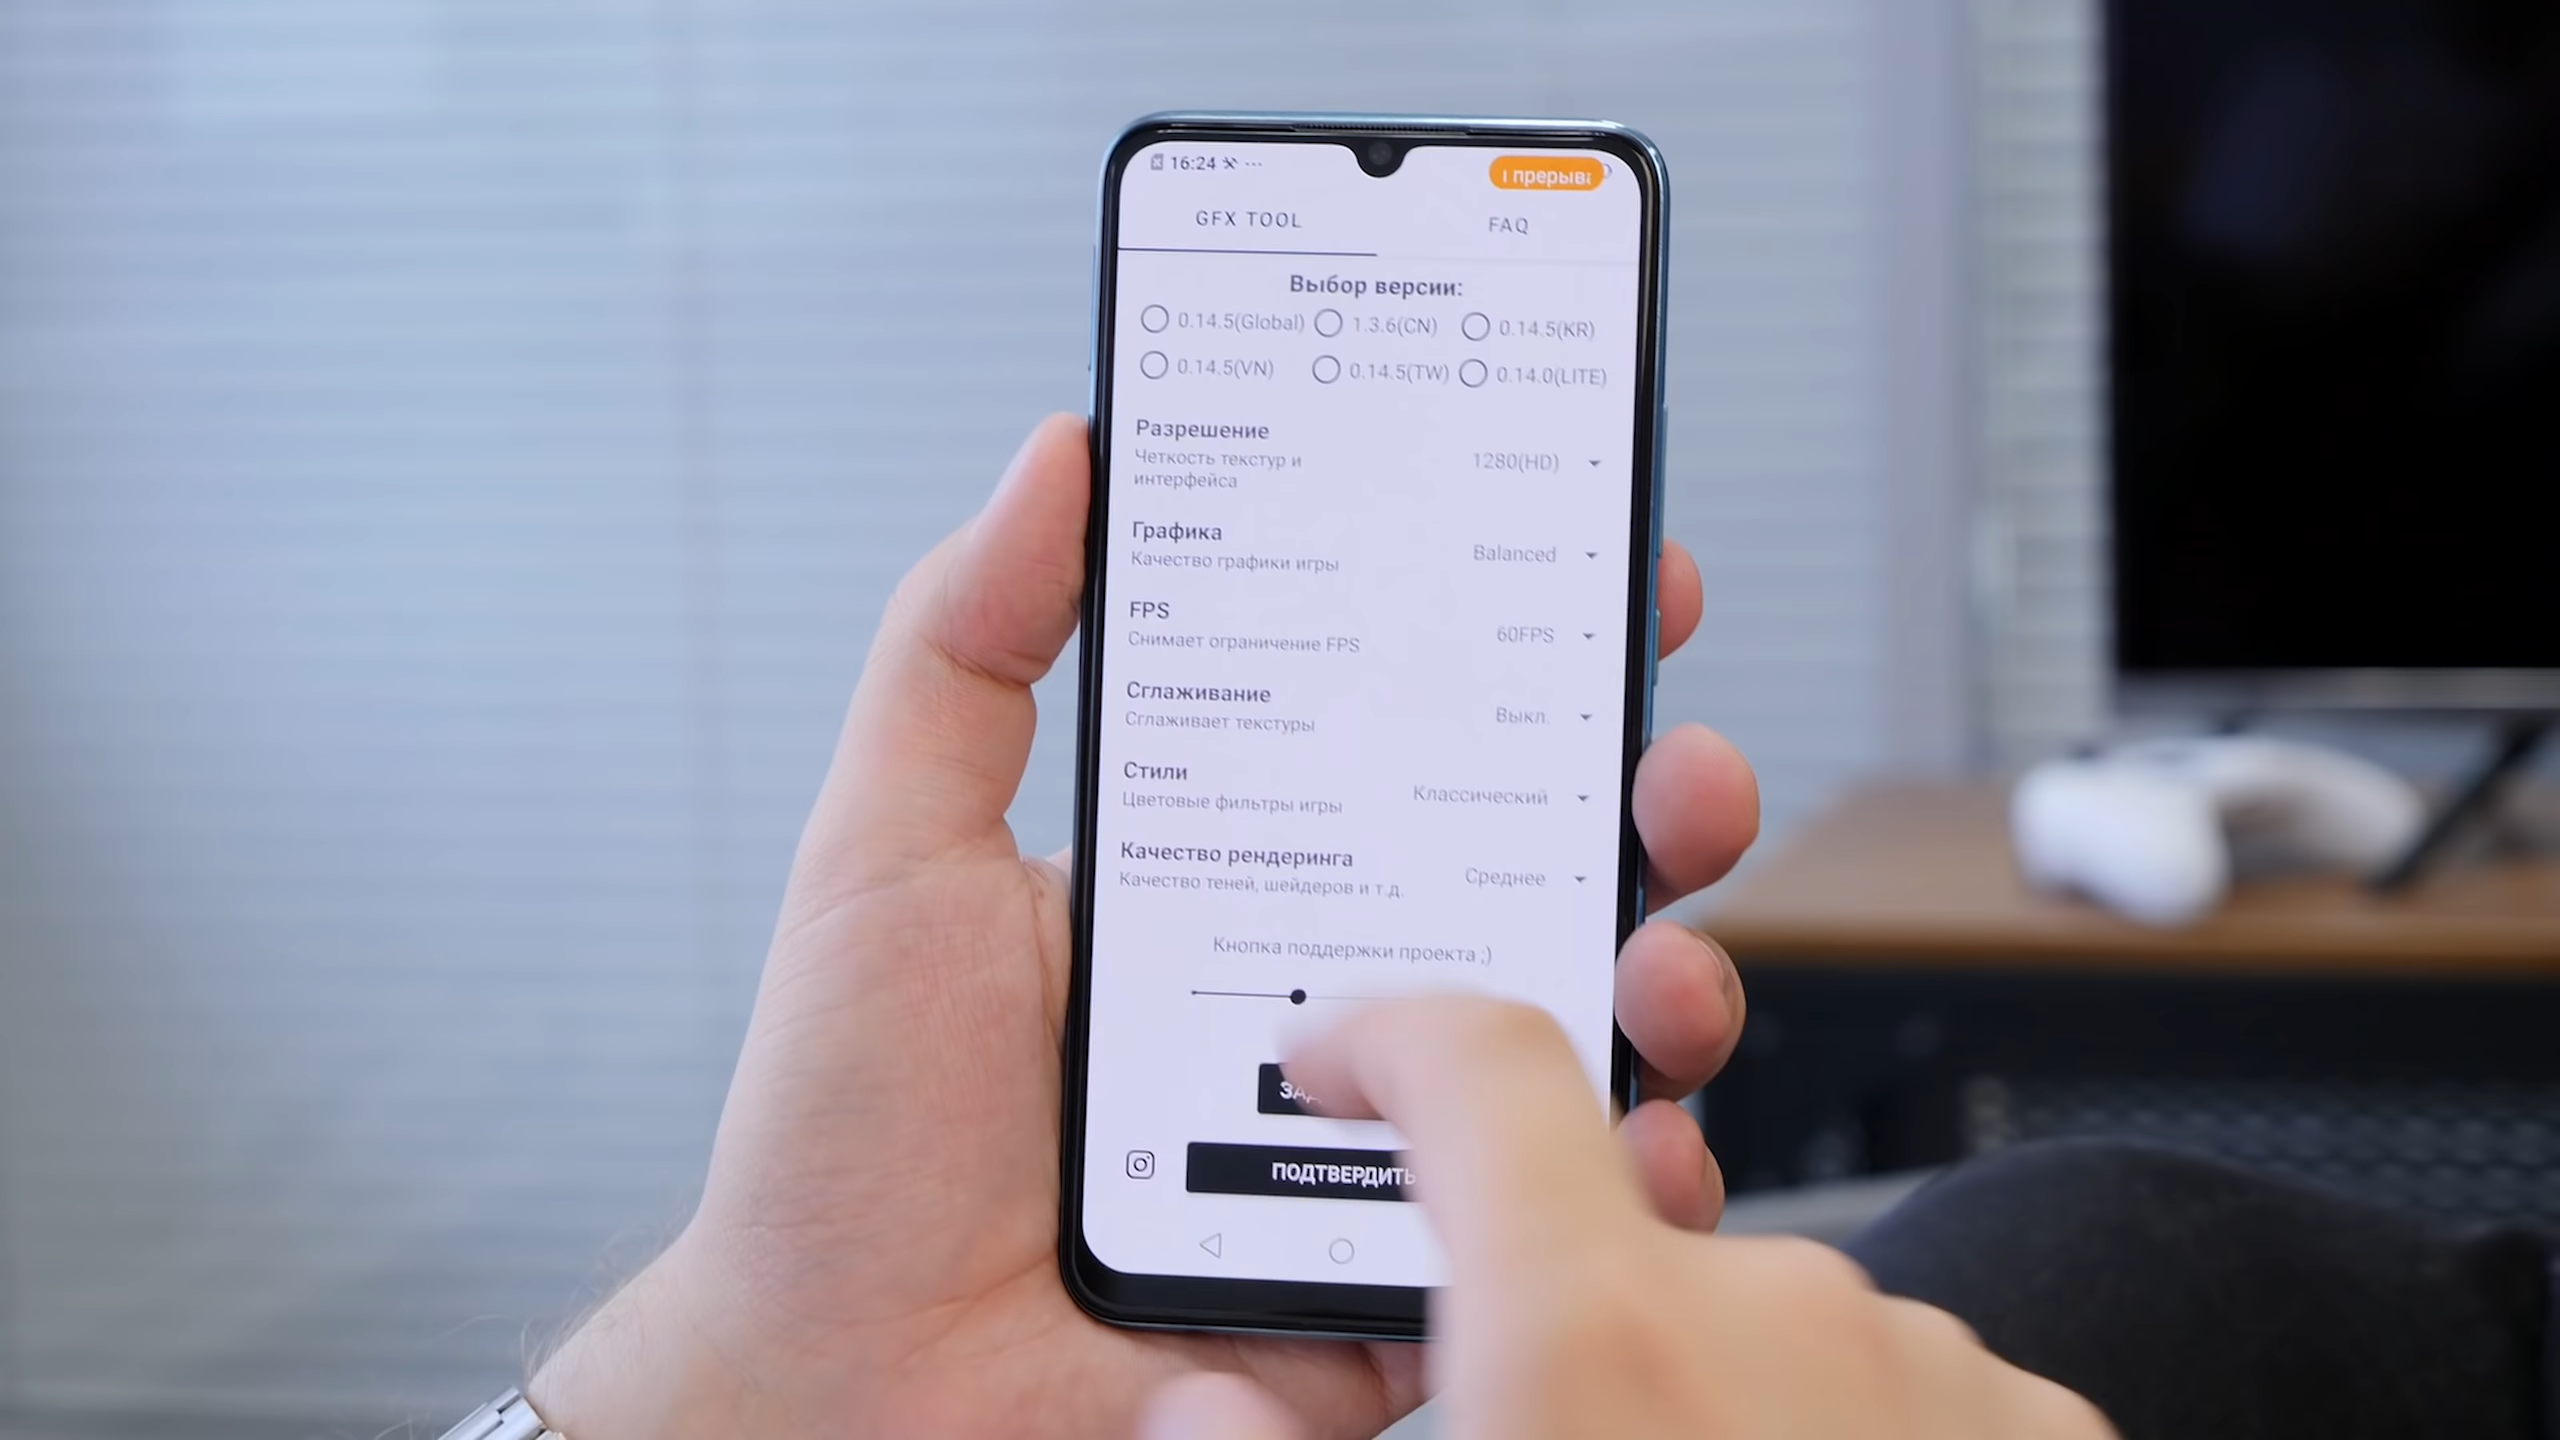 16:24
прерыв
GFX TOOL
FAQ
Выбор версии:
0.14.5(Global) 1.3.6(CN) 0.14.5(KR)
0.14.5(VN) 0.14.5(TW) 0.14.0(LITE)
Разрешение
Четкость текстур и
интерфейса
1280(HD)
Графика
Качество графики игры
Balanced
FPS
Снимает ограничение FPS
60FPS
Сглаживание
Сглаживает текстуры
Выкл.
Стили
Цветовые фильтры игры
Классический
Качество рендеринга
Качество теней, шейдеров и т.д.
Среднее
Кнопка поддержки проекта ;)
ПОДТВЕРДИТЬ